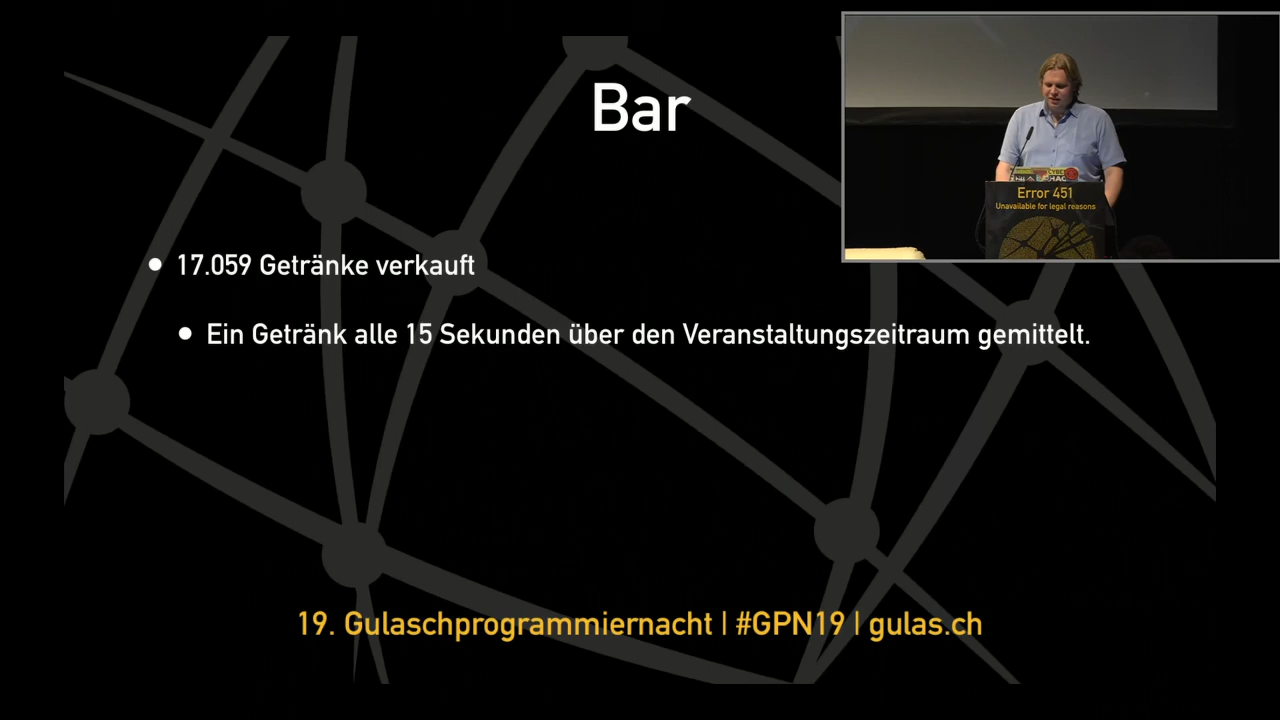 Bar
17.059 Getränke verkauft
Ein Getränk alle 15 Sekunden über den Veranstaltungszeitraum gemittelt.
19. Gulaschprogrammiernacht | #GPN19 | gulas.ch
Error 451
Unavailable for legal reasons